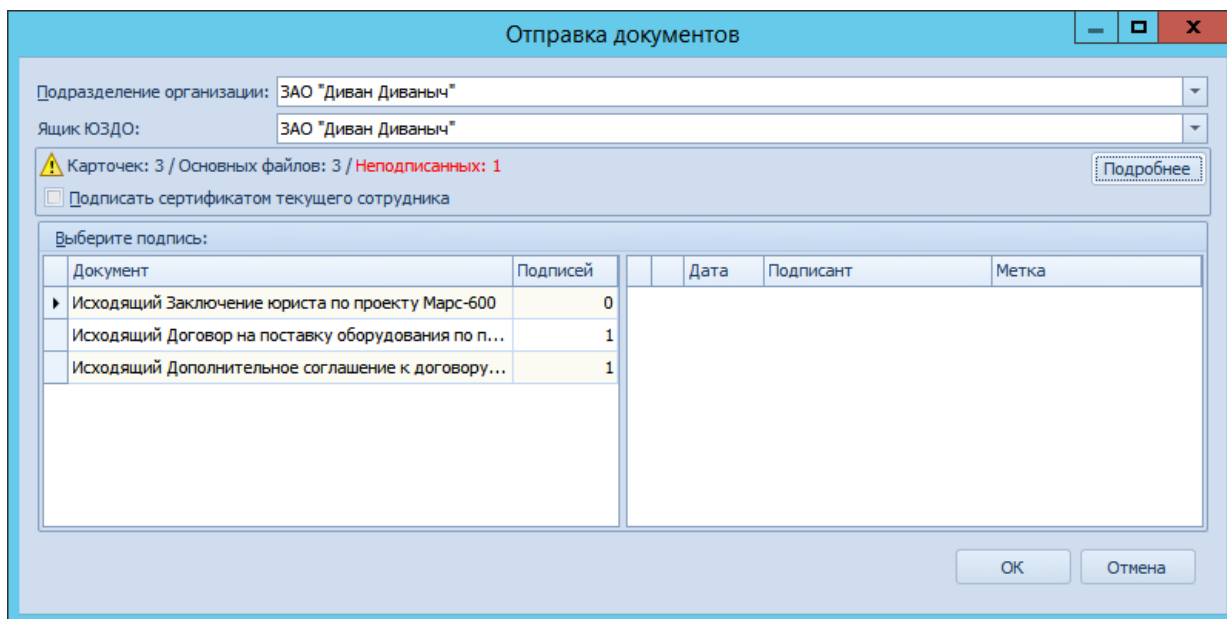 Отправка документов
Подразделение организации: ЗАО "Диван Диваныч"
Ящик ЮЗДО: ЗАО "Диван Диваныч"
Карточек: 3 / Основных файлов: 3 / Неподписанных: 1
Подробнее
Подписать сертификатом текущего сотрудника
Выберите подпись:
Документ Подписей Дата Подписант Метка
Исходящий Заключение юриста по проекту Марс-600 0
Исходящий Договор на поставку оборудования по п... 1
Исходящий Дополнительное соглашение к договору... 1
ОК Отмена